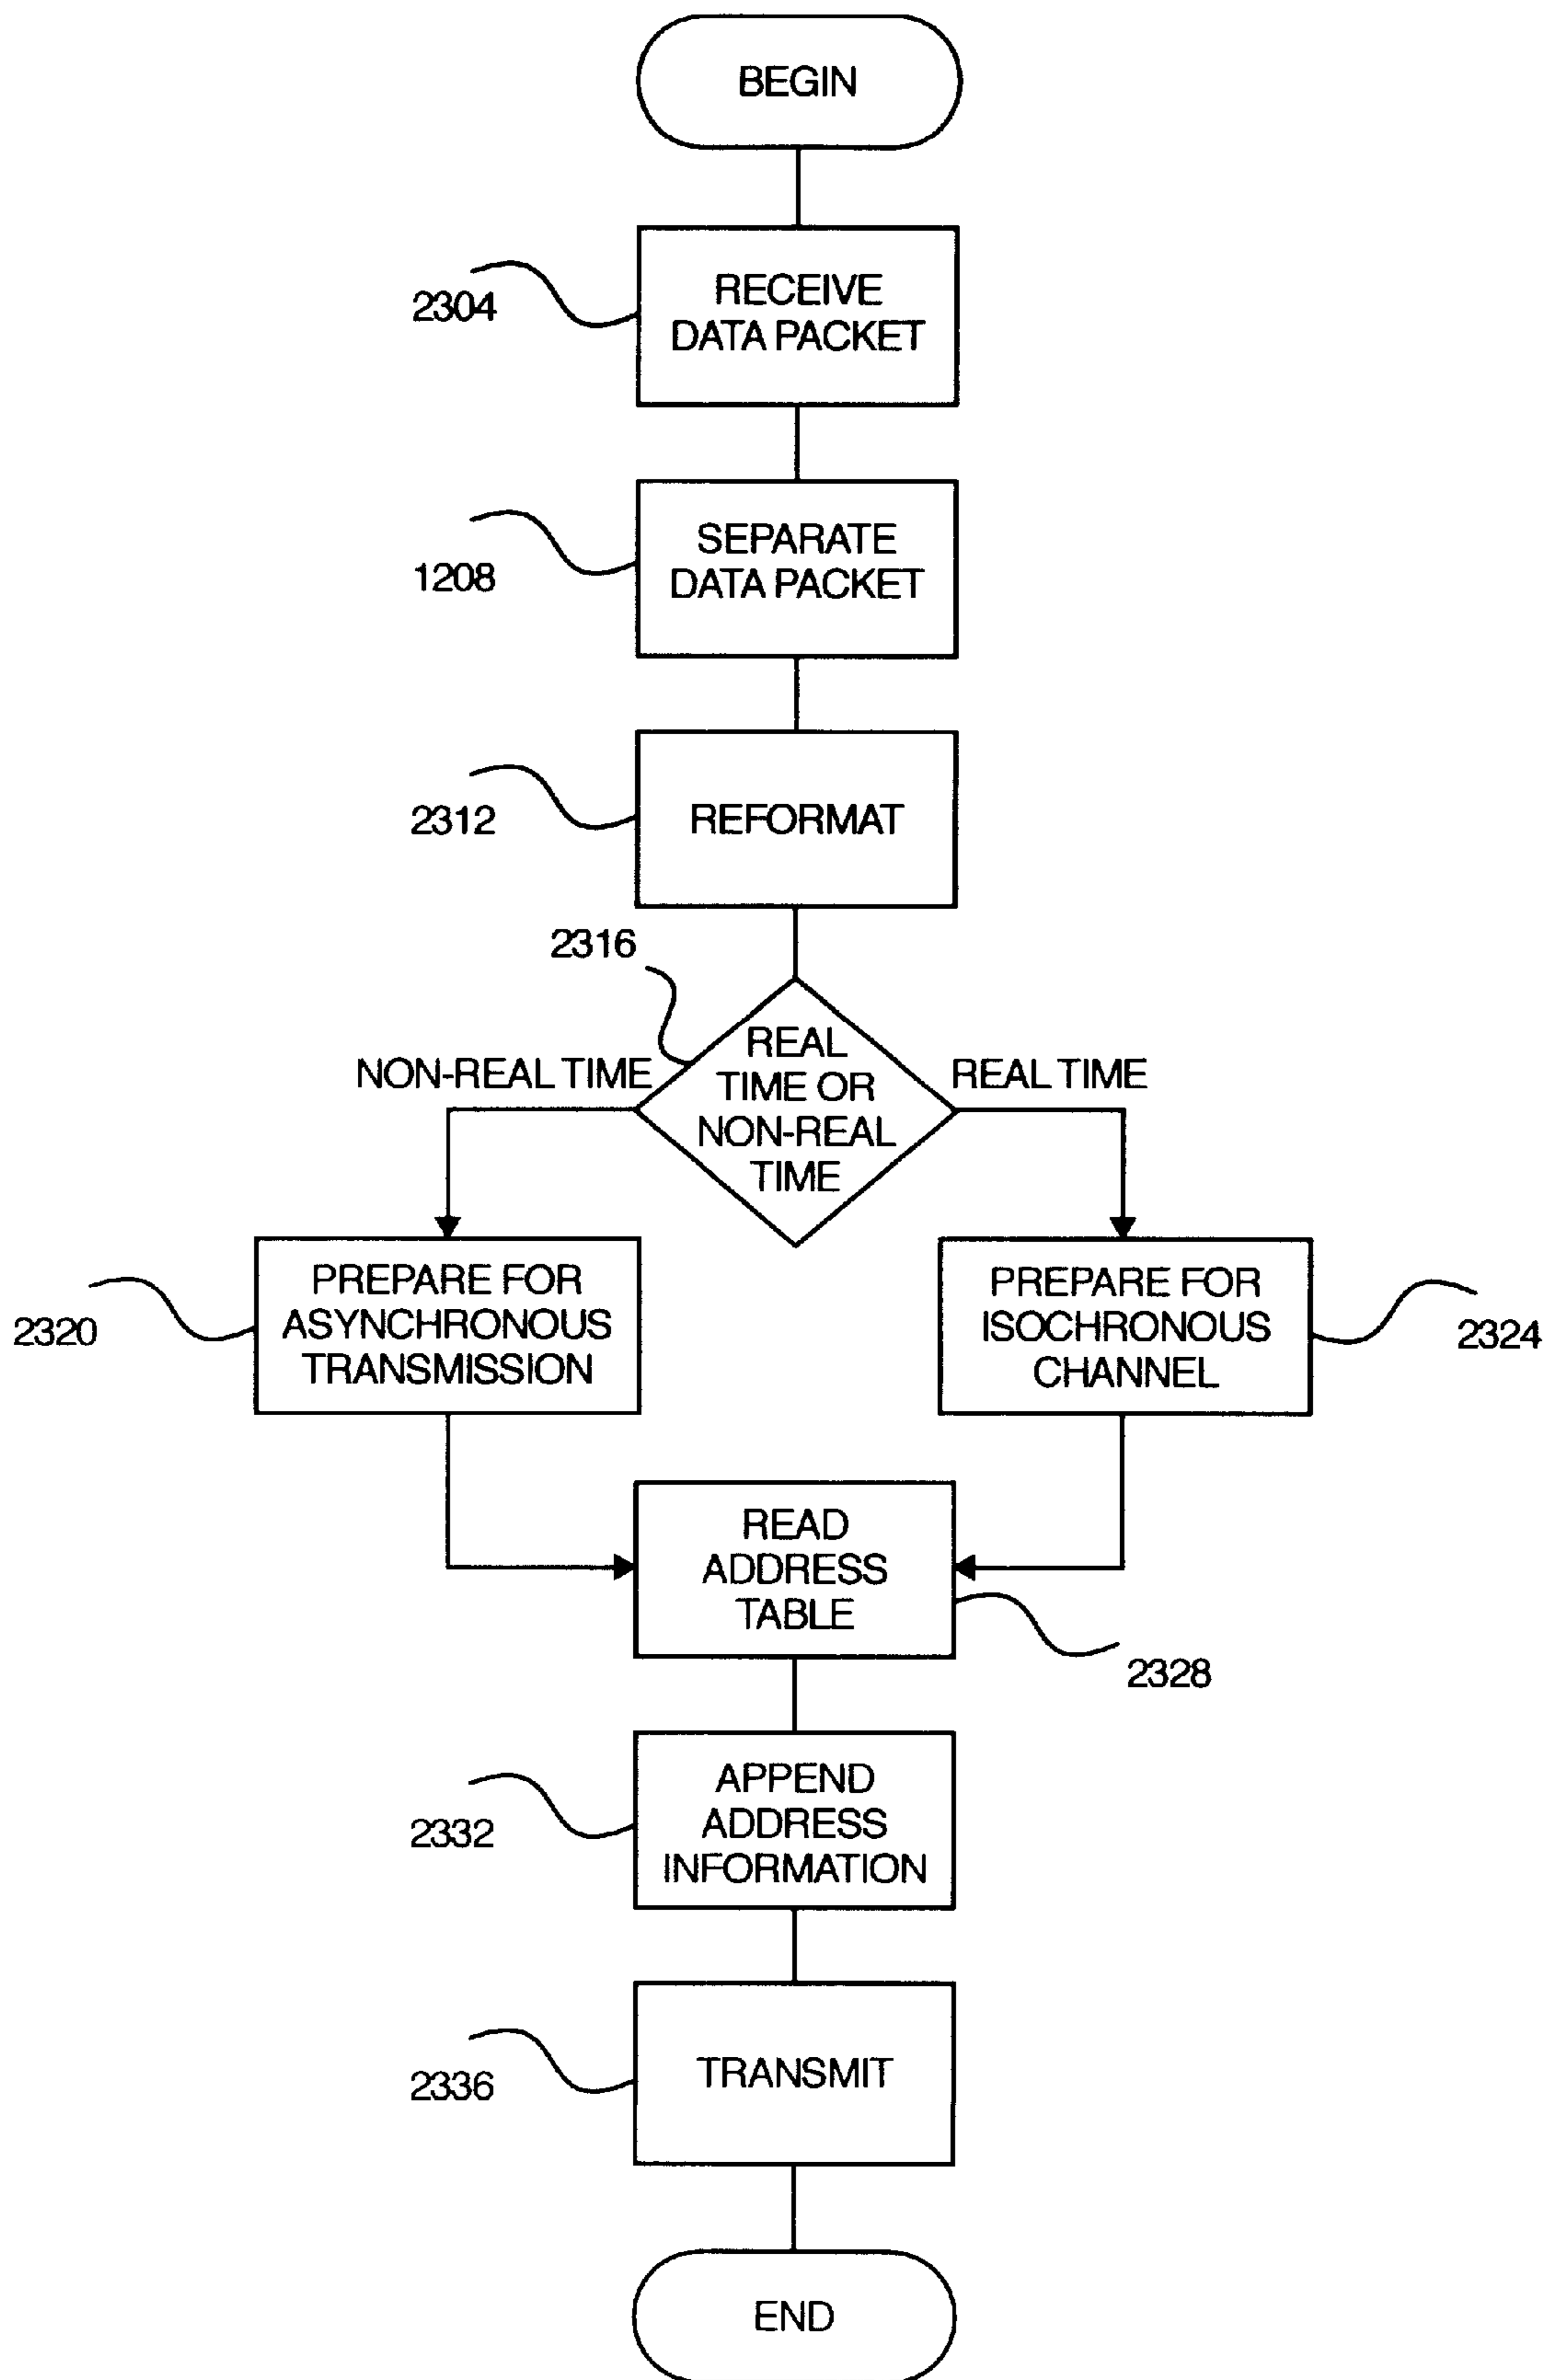 BEGIN
RECEIVE
DATA PACKET
2304
SEPARATE
DATA PACKET
1208
REFORMAT
2312
2316
REAL
TIME OR
NON-REAL
TIME
NON-REAL TIME
REAL TIME
PREPARE FOR
ASYNCHRONOUS
TRANSMISSION
2320
PREPARE FOR
ISOCHRONOUS
CHANNEL
2324
READ
ADDRESS
TABLE
2328
APPEND
ADDRESS
INFORMATION
2332
TRANSMIT
2336
END